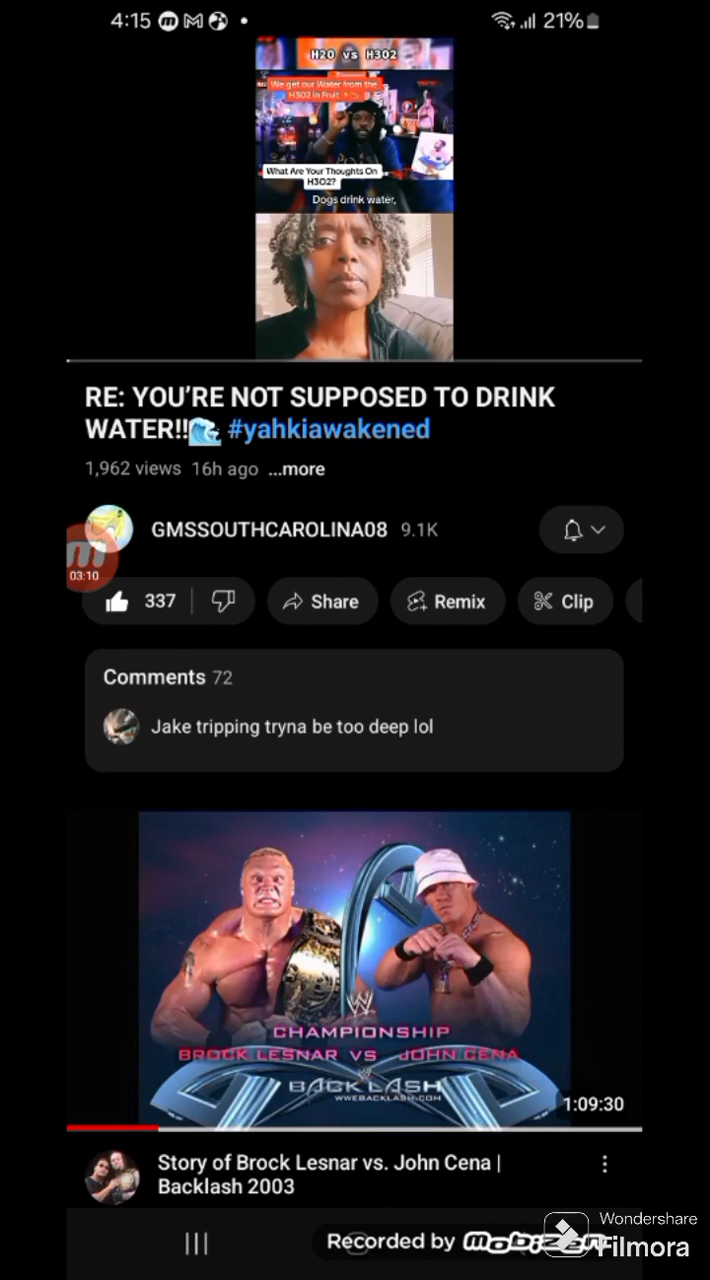 4:15
21%
H20 vs H302
We get our Water from the
H302 in Fruit
What Are Your Thoughts On
H3O2?
Dogs drink water,
RE: YOU’RE NOT SUPPOSED TO DRINK
WATER!!🌊 #yahkiawakened
1,962 views 16h ago ...more
GMSSOUTHCAROLINA08 9.1K
m
03:10
337 Share Remix Clip
Comments 72
Jake tripping tryna be too deep lol
CHAMPIONSHIP
BROCK LESNAR VS JOHN CENA
BACKLASH
WWEBACKLASH.COM
1:09:30
Story of Brock Lesnar vs. John Cena |
Backlash 2003
Recorded by mobizen
Wondershare
Filmora